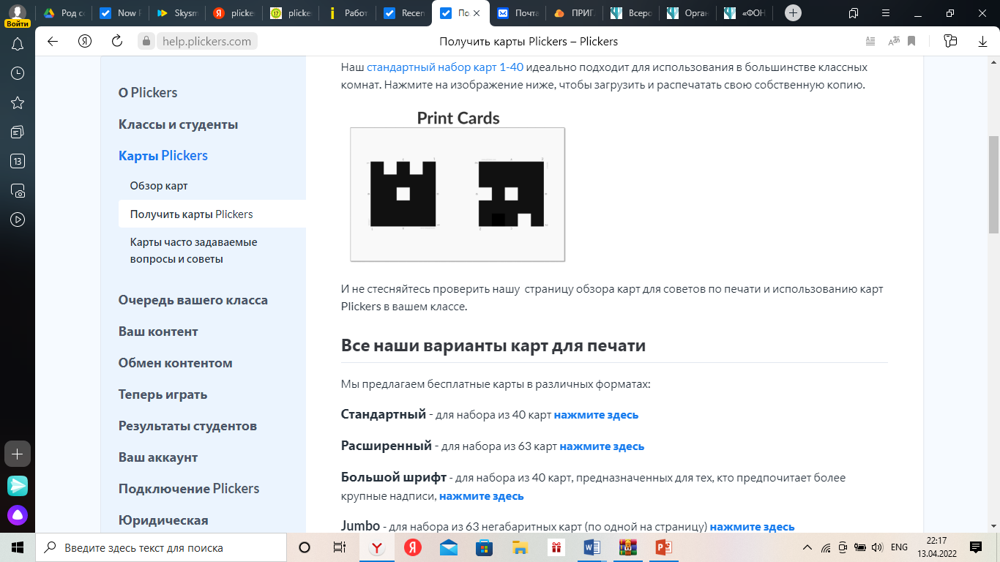 Войти
Род со
Now P
Skysm
plicke
plicke
Работ
Recen
По
Почта
ПРИГ
Всеро
Орган
«ФОН
help.plickers.com
Получить карты Plickers – Plickers
13
О Plickers
Классы и студенты
Карты Plickers
Обзор карт
Получить карты Plickers
Карты часто задаваемые
вопросы и советы
Очередь вашего класса
Ваш контент
Обмен контентом
Теперь играть
Результаты студентов
Ваш аккаунт
Подключение Plickers
Юридическая
Наш стандартный набор карт 1-40 идеально подходит для использования в большинстве классных
комнат. Нажмите на изображение ниже, чтобы загрузить и распечатать свою собственную копию.
Print Cards
И не стесняйтесь проверить нашу страницу обзора карт для советов по печати и использованию карт
Plickers в вашем классе.
Все наши варианты карт для печати
Мы предлагаем бесплатные карты в различных форматах:
Стандартный - для набора из 40 карт нажмите здесь
Расширенный - для набора из 63 карт нажмите здесь
Большой шрифт - для набора из 40 карт, предназначенных для тех, кто предпочитает более
крупные надписи, нажмите здесь
Jumbo - для набора из 63 негабаритных карт (по одной на страницу) нажмите здесь
Введите здесь текст для поиска
ENG
22:17
13.04.2022